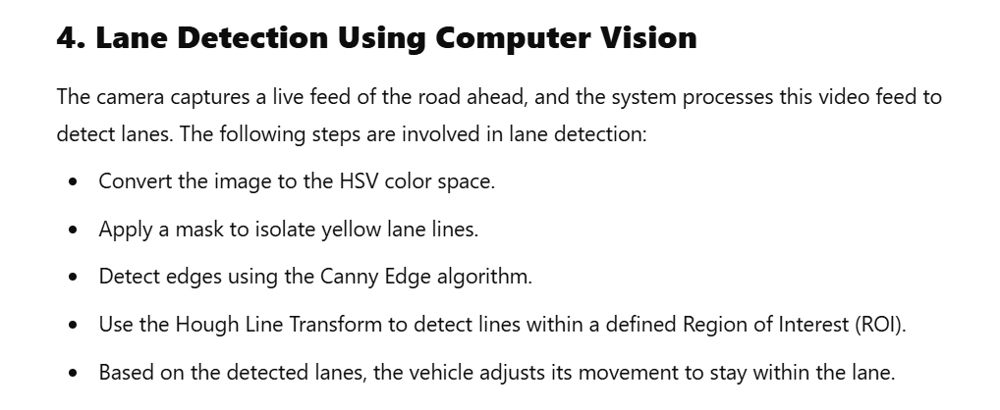 4. Lane Detection Using Computer Vision
The camera captures a live feed of the road ahead, and the system processes this video feed to
detect lanes. The following steps are involved in lane detection:
• Convert the image to the HSV color space.
• Apply a mask to isolate yellow lane lines.
• Detect edges using the Canny Edge algorithm.
• Use the Hough Line Transform to detect lines within a defined Region of Interest (ROI).
• Based on the detected lanes, the vehicle adjusts its movement to stay within the lane.